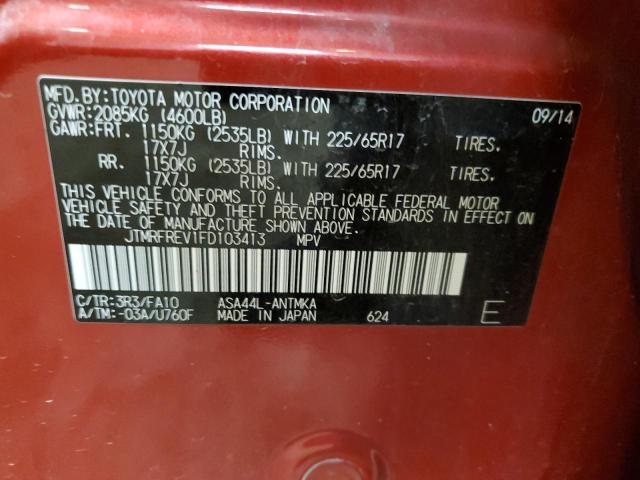 MFD.BY:TOYOTA MOTOR CORPORATION 09/14
GVWR:2085KG (4600LB)
GAWR:FRT. 1150KG (2535LB) WITH 225/65R17 TIRES.
17X7J RIMS.
RR. 1150KG (2535LB) WITH 225/65R17 TIRES.
17X7J RIMS.
THIS VEHICLE CONFORMS TO ALL APPLICABLE FEDERAL MOTOR
VEHICLE SAFETY AND THEFT PREVENTION STANDARDS IN EFFECT ON
THE DATE OF MANUFACTURE SHOWN ABOVE.
JTMRFREV1FD103413 MPV
C/TR:3R3/FA10 ASA44L-ANTMKA
A/TM:-03A/U760F MADE IN JAPAN 624 E